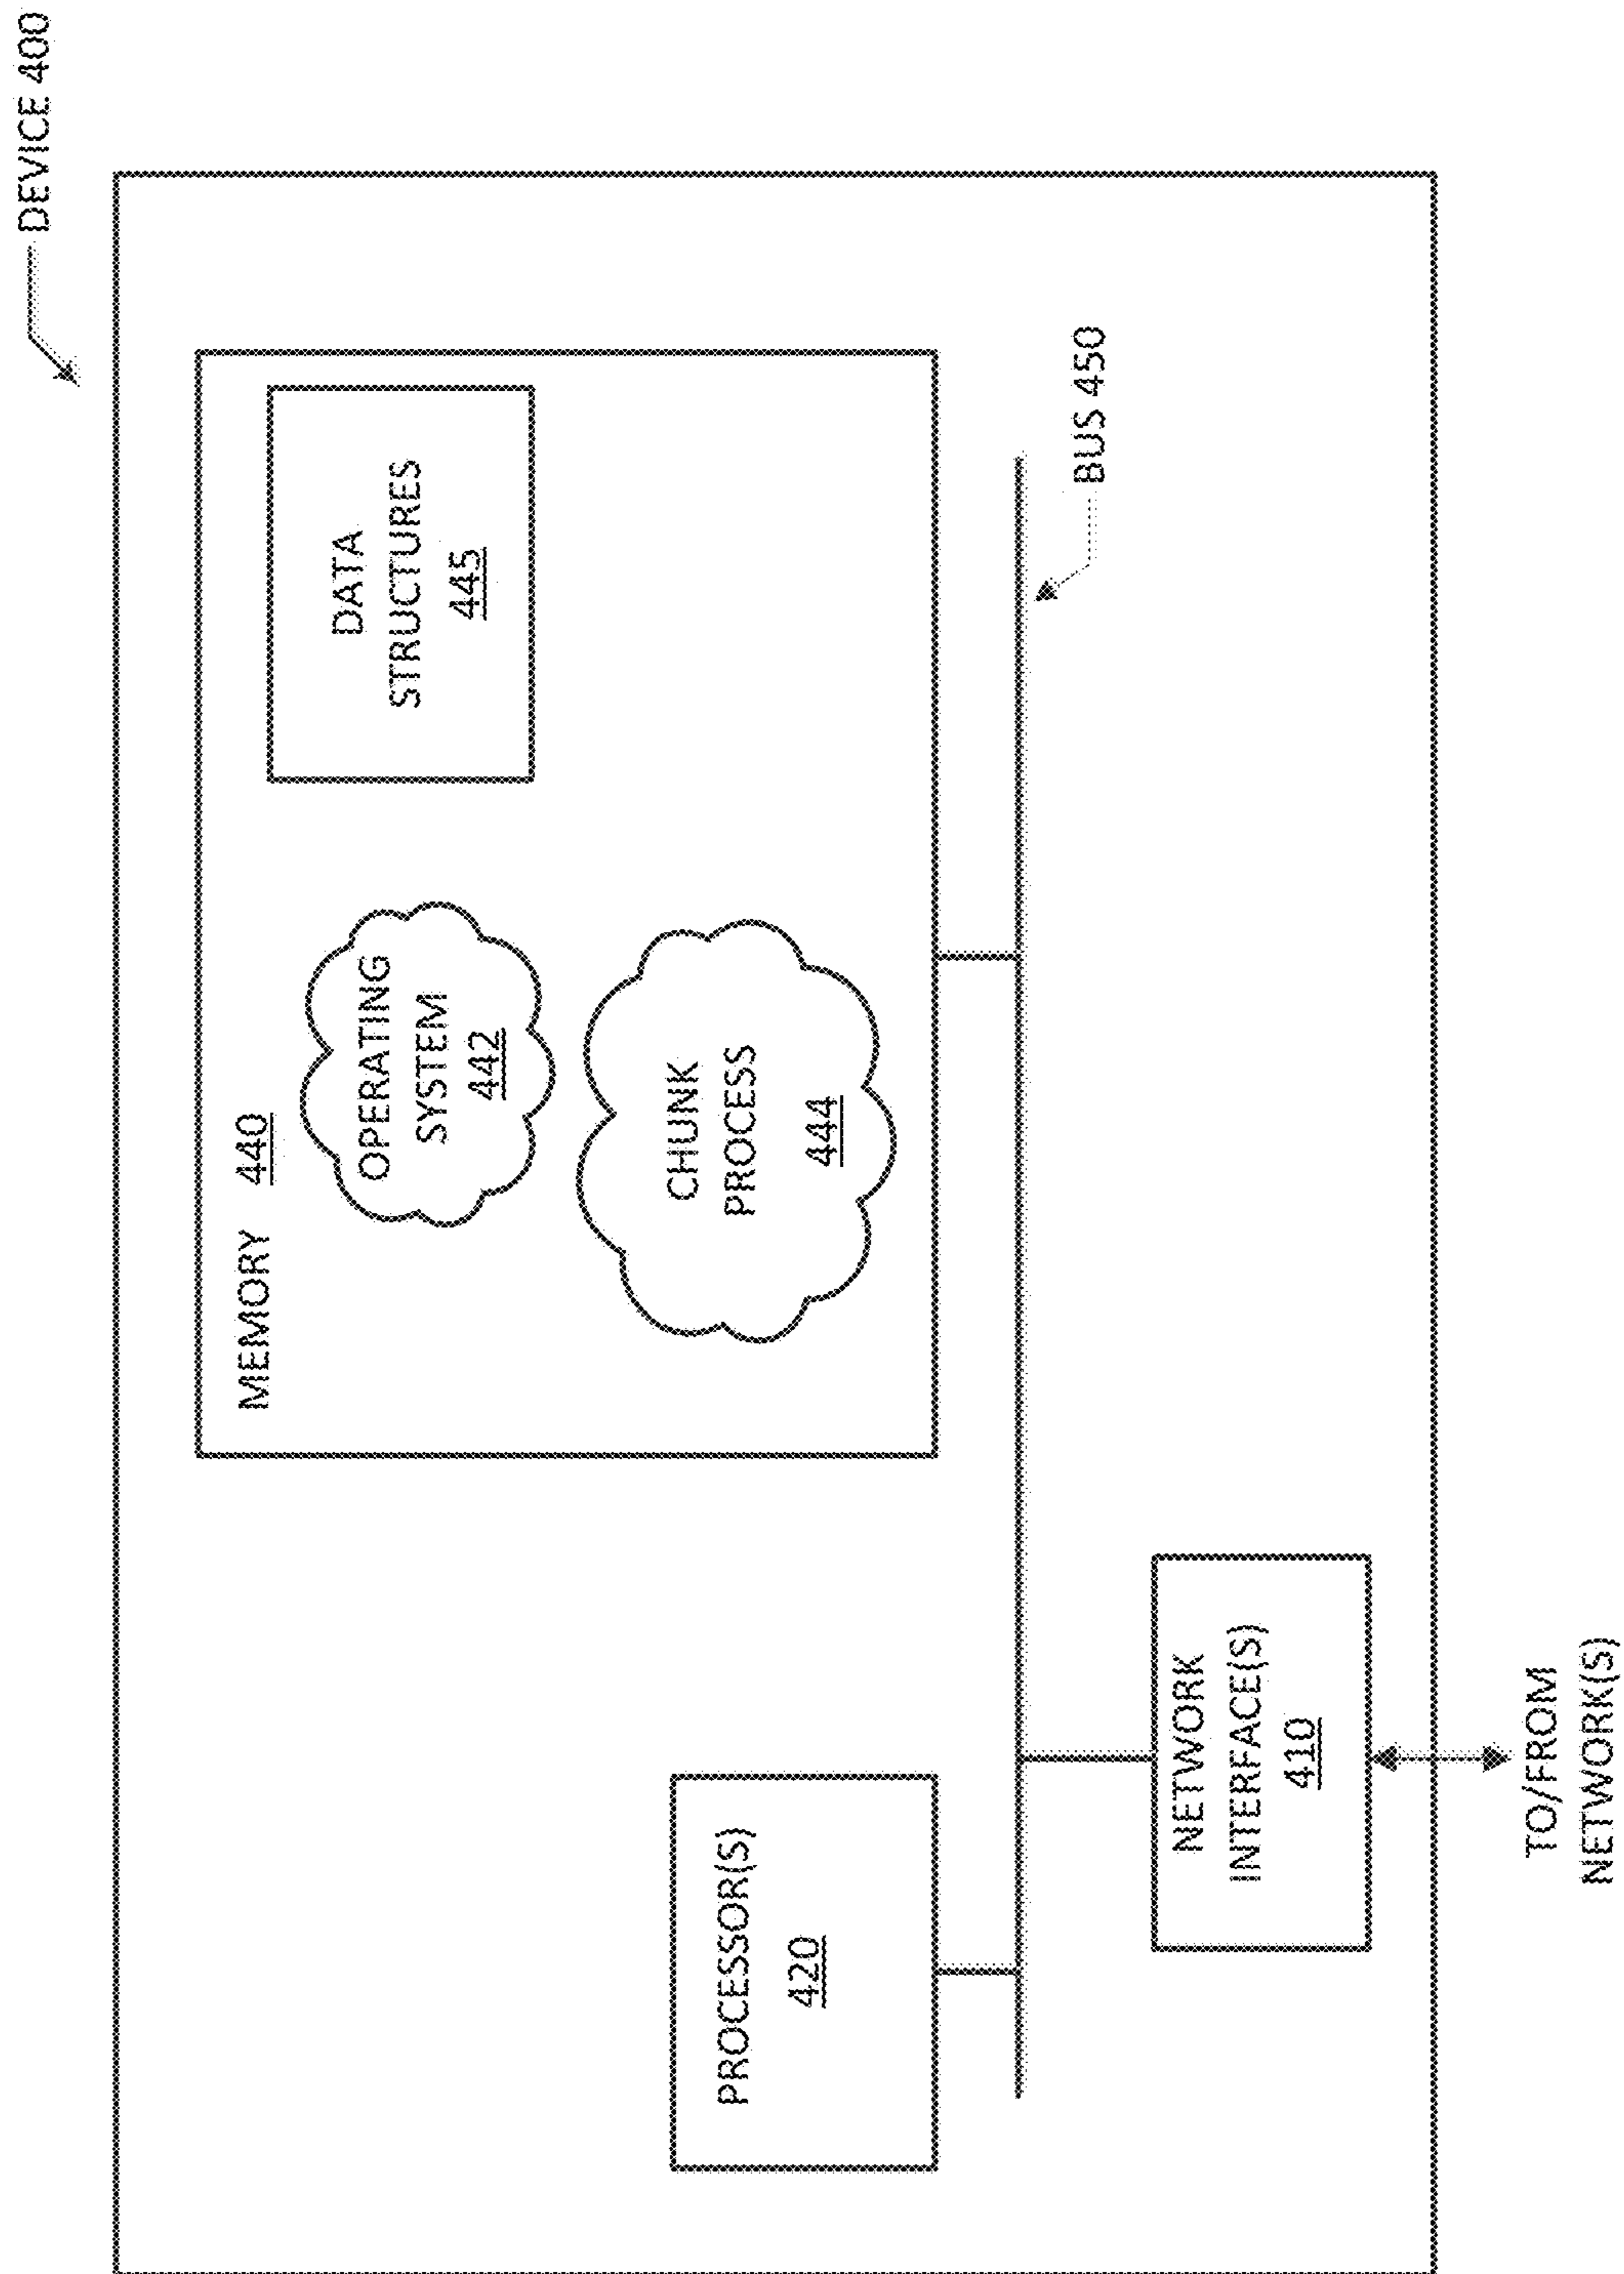 DEVICE 400
MEMORY 440
OPERATING
SYSTEM
442
DATA
STRUCTURES
445
CHUNK
PROCESS
444
PROCESSOR(S)
420
BUS 450
NETWORK
INTERFACE(S)
410
TO/FROM
NETWORK(S)